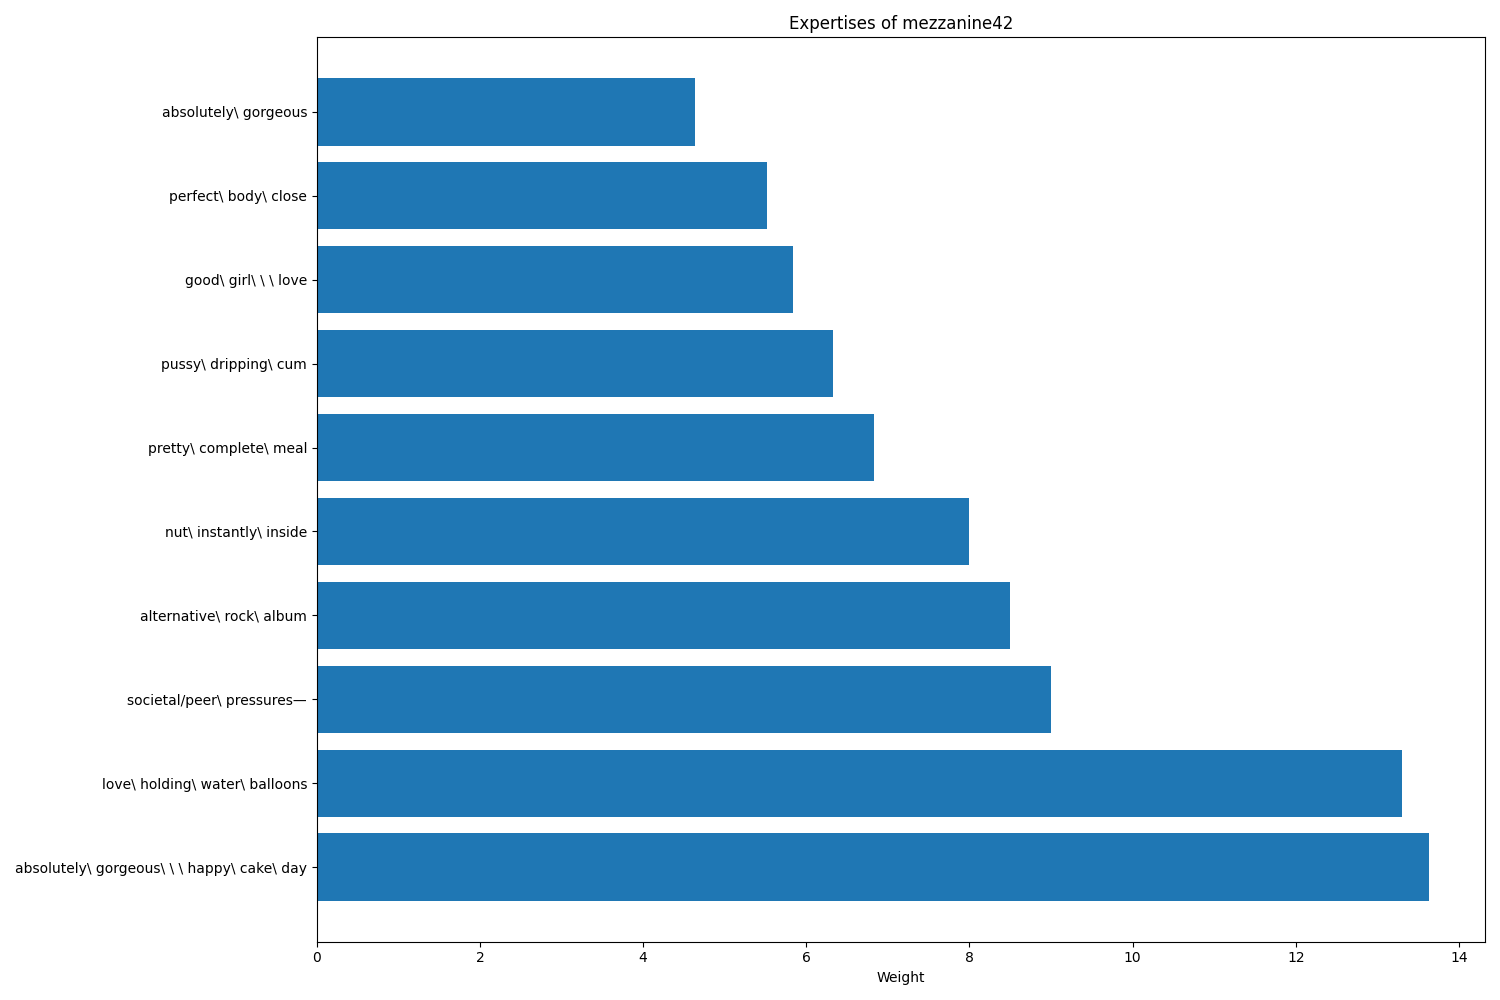 Expertises of mezzanine42
absolutely\ gorgeous
perfect\ body\ close
good\ girl\ \ \ love
pussy\ dripping\ cum
pretty\ complete\ meal
nut\ instantly\ inside
alternative\ rock\ album
societal/peer\ pressures—
love\ holding\ water\ balloons
absolutely\ gorgeous\ \ \ happy\ cake\ day
0 2 4 6 8 10 12 14
Weight